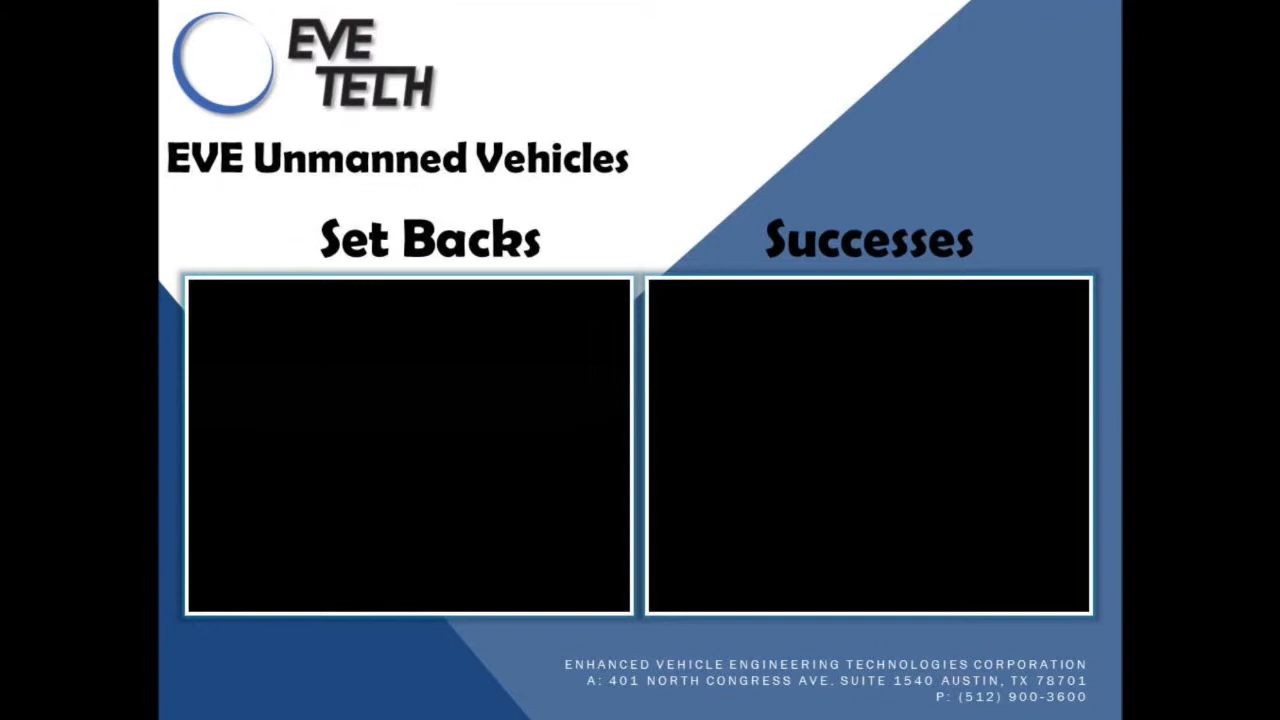 EVE
TECH
EVE Unmanned Vehicles
Set Backs
Successes
ENHANCED VEHICLE ENGINEERING TECHNOLOGIES CORPORATION
A: 401 NORTH CONGRESS AVE. SUITE 1540 AUSTIN, TX 78701
P: (512) 900-3600